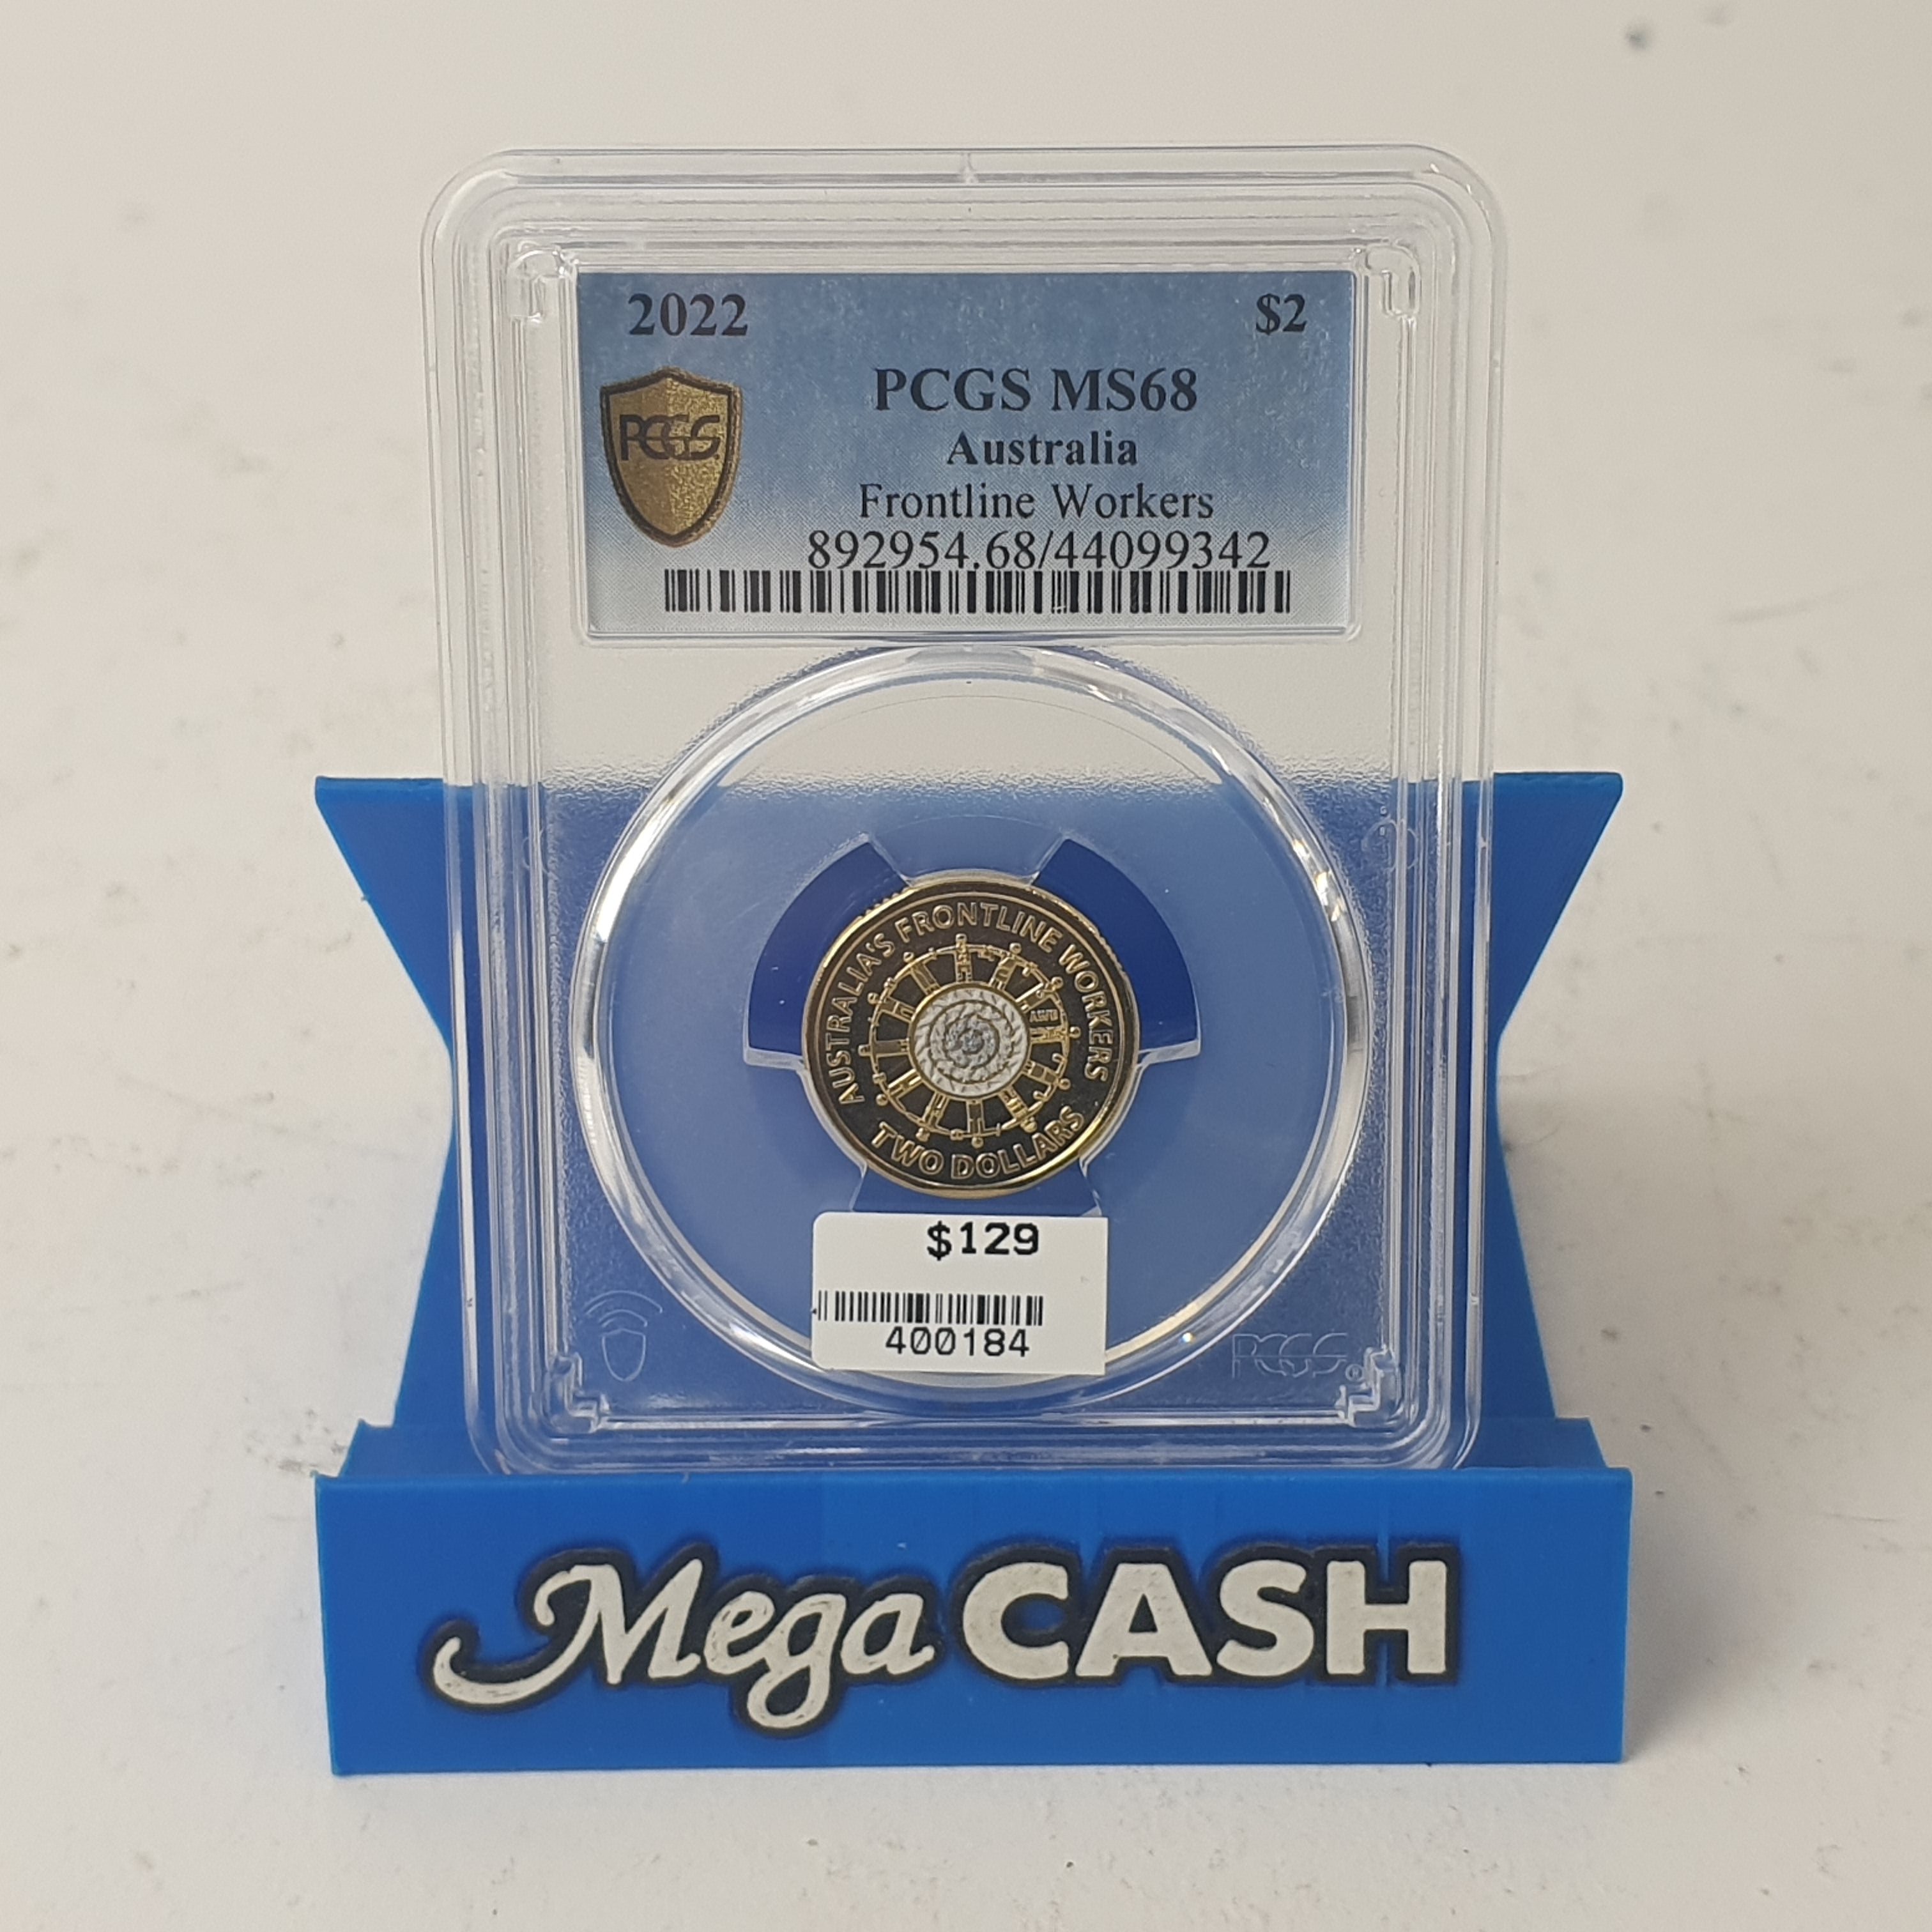 2022 $2
PCGS MS68
PCGS
Australia
Frontline Workers
892954.68/44099342
AUSTRALIA'S FRONTLINE WORKERS
TWO DOLLARS
$129
400184
PCGS
Mega CASH